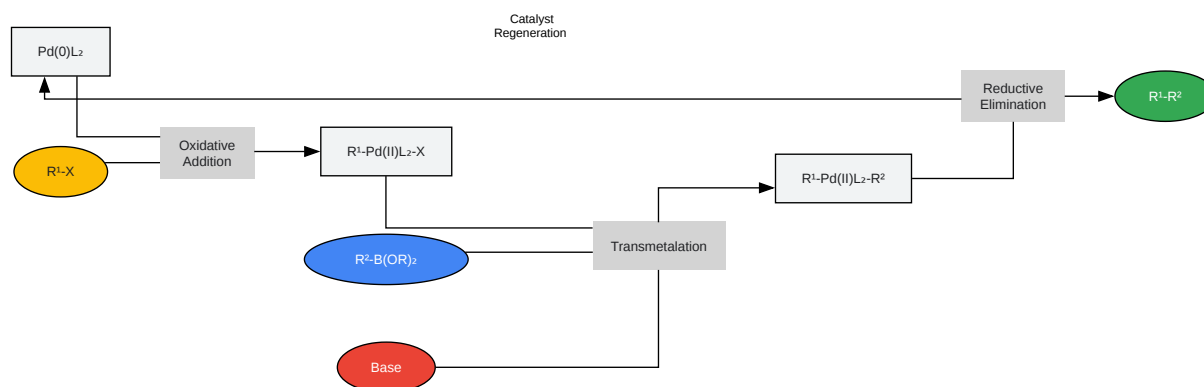 Catalyst
Regeneration
Pd(0)L₂
R¹-X
Oxidative
Addition
R¹-Pd(II)L₂-X
R²-B(OR)₂
Base
Transmetalation
R¹-Pd(II)L₂-R²
Reductive
Elimination
R¹-R²